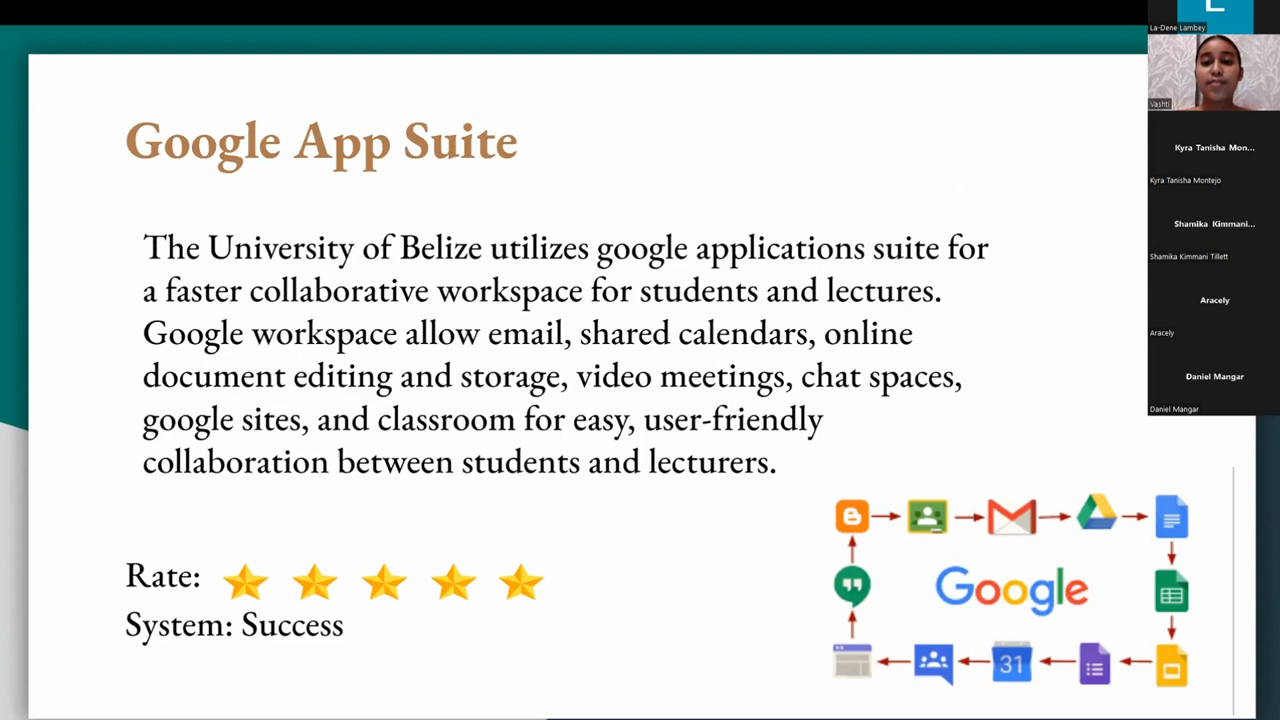 Google App Suite
The University of Belize utilizes google applications suite for
a faster collaborative workspace for students and lectures.
Google workspace allow email, shared calendars, online
document editing and storage, video meetings, chat spaces,
google sites, and classroom for easy, user-friendly
collaboration between students and lecturers.
Rate:
System: Success
Google
31
L
La-Dene Lambey
Vashti
Kyra Tanisha Mon...
Kyra Tanisha Montejo
Shamika Kimmani...
Shamika Kimmani Tillett
Aracely
Aracely
Daniel Mangar
Daniel Mangar